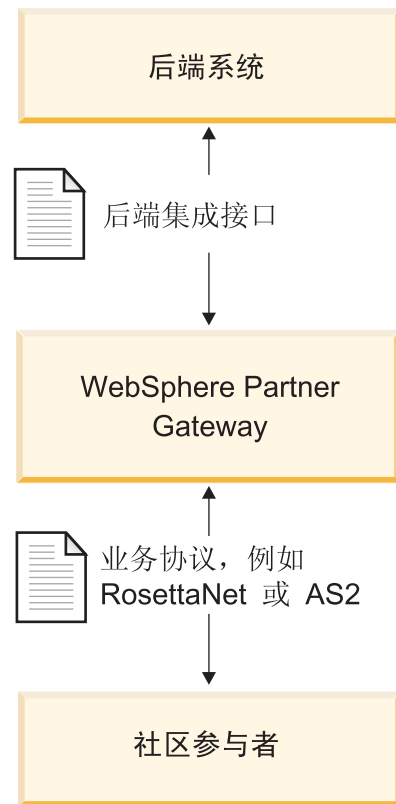 后端系统
后端集成接口
WebSphere Partner
Gateway
业务协议，例如
RosettaNet 或 AS2
社区参与者